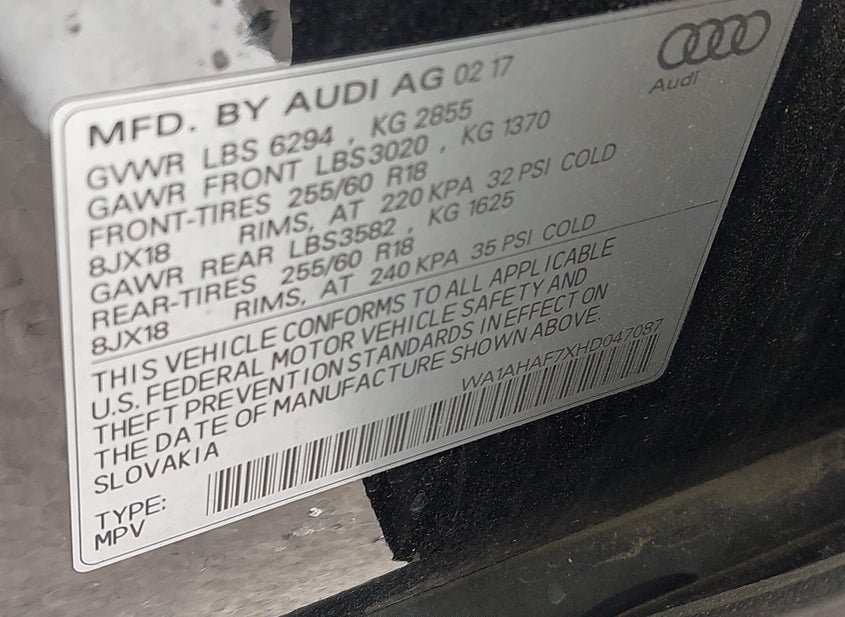 Audi
MFD. BY AUDI AG 02 17
GVWR LBS 6294 , KG 2855
GAWR FRONT LBS3020 , KG 1370
FRONT-TIRES 255/60 R18
8JX18 RIMS, AT 220 KPA 32 PSI COLD
GAWR REAR LBS3582 , KG 1625
REAR-TIRES 255/60 R18
8JX18 RIMS, AT 240 KPA 35 PSI COLD
THIS VEHICLE CONFORMS TO ALL APPLICABLE
U.S. FEDERAL MOTOR VEHICLE SAFETY AND
THEFT PREVENTION STANDARDS IN EFFECT ON
THE DATE OF MANUFACTURE SHOWN ABOVE.
SLOVAKIA
WA1AHAF7XHD047087
TYPE:
MPV